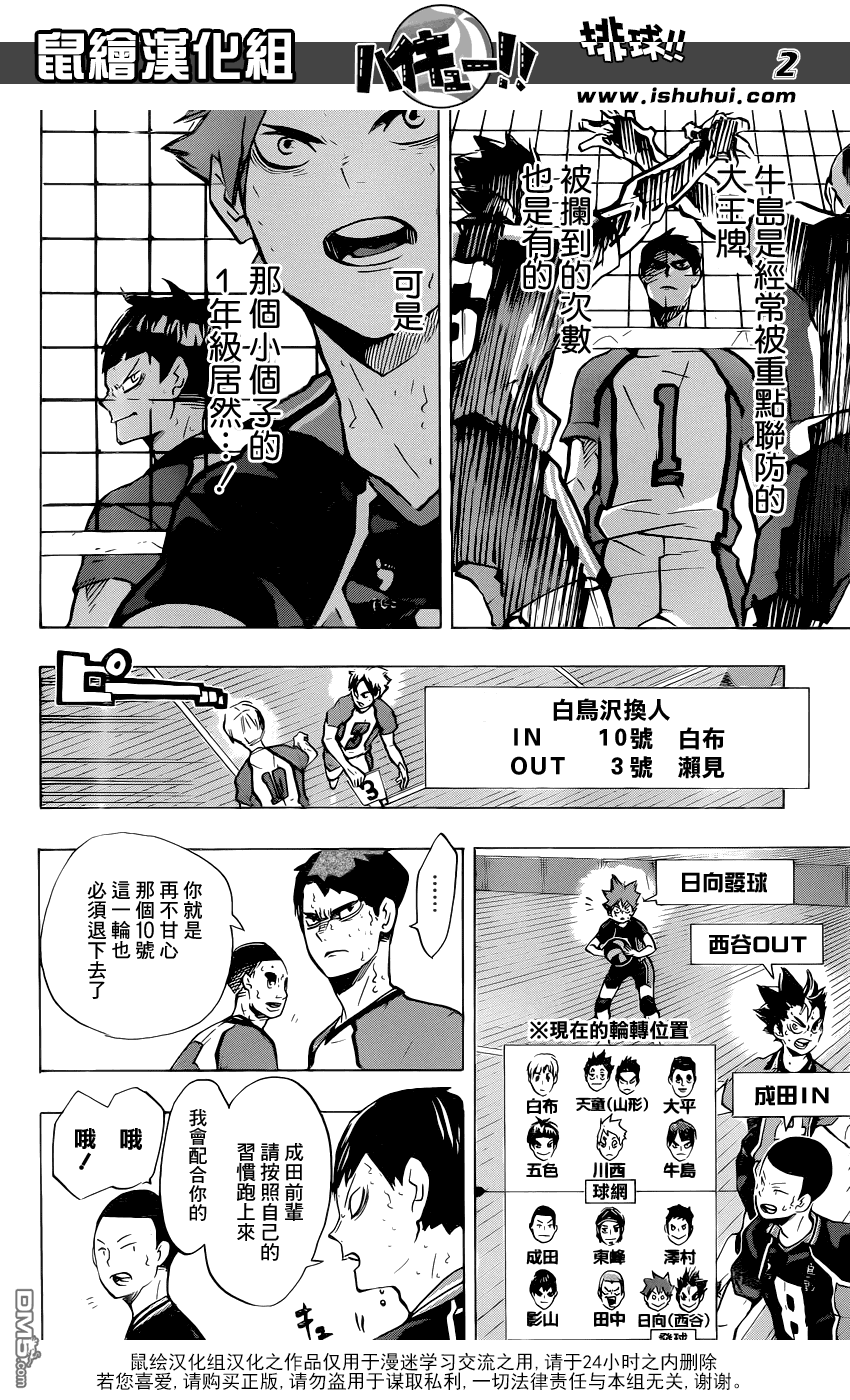 鼠繪漢化組
ハイキュー!!
排球!!
2
www.ishuhui.com
牛島是經常被重點聯防的
大王牌
被攔到的次數
也是有的
1
可是
那個小個子的
1年級居然…!
白鳥沢換人
IN 10號 白布
OUT 3號 瀨見
3
3
日向發球
西谷OUT
成田IN
※現在的輪轉位置
白布 天童(山形) 大平
五色 川西 牛島
球網
成田 東峰 澤村
影山 田中 日向(西谷)
發球
……
你就是
再不甘心
那個10號
這一輪也
必須退下去了
成田前輩
請按照自己的
習慣跑上來
我會配合你的
哦
哦!
DM5.com
鼠绘汉化组汉化之作品仅用于漫迷学习交流之用,请于24小时之内删除
若您喜爱,请购买正版,请勿盗用于谋取私利,一切法律责任与本组无关,谢谢。